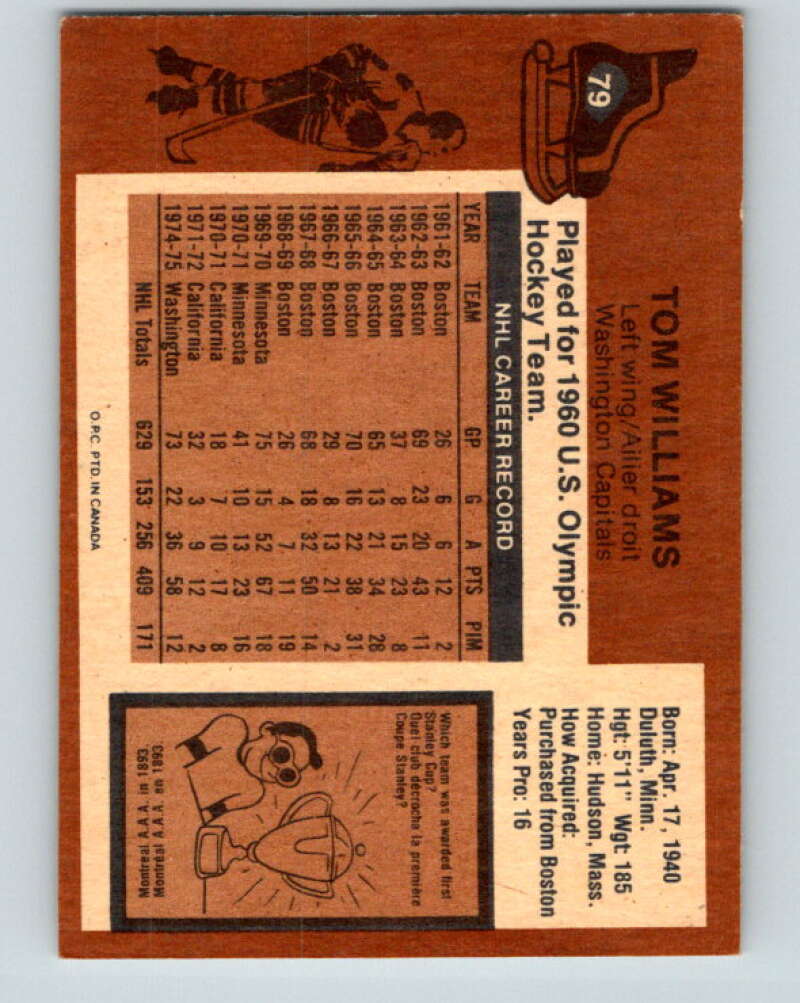 79
TOM WILLIAMS
Left wing/Ailier droit
Washington Capitals
Played for 1960 U.S. Olympic
Hockey Team.
NHL CAREER RECORD
YEAR TEAM GP G A PTS PIM
1961-62 Boston 26 6 6 12 2
1962-63 Boston 69 23 20 43 11
1963-64 Boston 37 8 15 23 8
1964-65 Boston 65 13 21 34 28
1965-66 Boston 70 16 22 38 31
1966-67 Boston 29 8 13 21 2
1967-68 Boston 68 18 32 50 14
1968-69 Boston 26 4 7 11 19
1969-70 Minnesota 75 15 52 67 18
1970-71 Minnesota 41 10 13 23 16
1970-71 California 18 7 10 17 8
1971-72 California 32 3 9 12 2
1974-75 Washington 73 22 36 58 12
NHL Totals 629 153 256 409 171
O.P.C. PTD. IN CANADA
Born: Apr. 17, 1940
Duluth, Minn.
Hgt: 5'11" Wgt: 185
Home: Hudson, Mass.
How Acquired:
Purchased from Boston
Years Pro: 16
Which team was awarded first
Stanley Cup?
Quel club décrocha la première
Coupe Stanley?
Montreal A.A.A. in 1893.
Montréal A.A.A. en 1893.